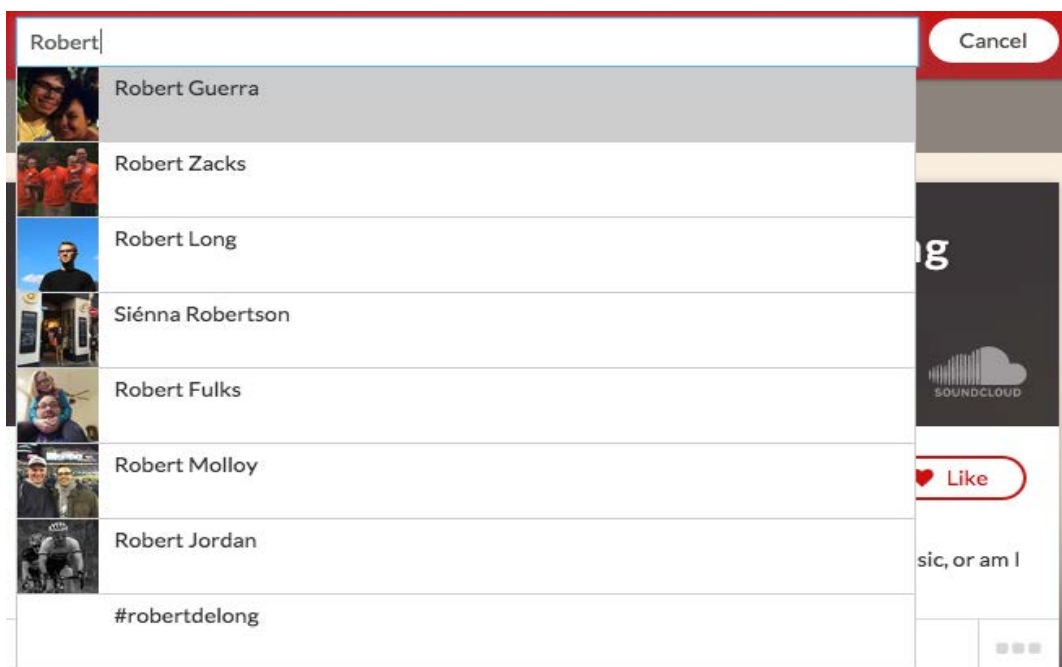 Robert
Cancel
Robert Guerra
Robert Zacks
Robert Long
ng
Siénna Robertson
SOUNDCLOUD
Robert Fulks
Robert Molloy
Like
Robert Jordan
sic, or am I
#robertdelong